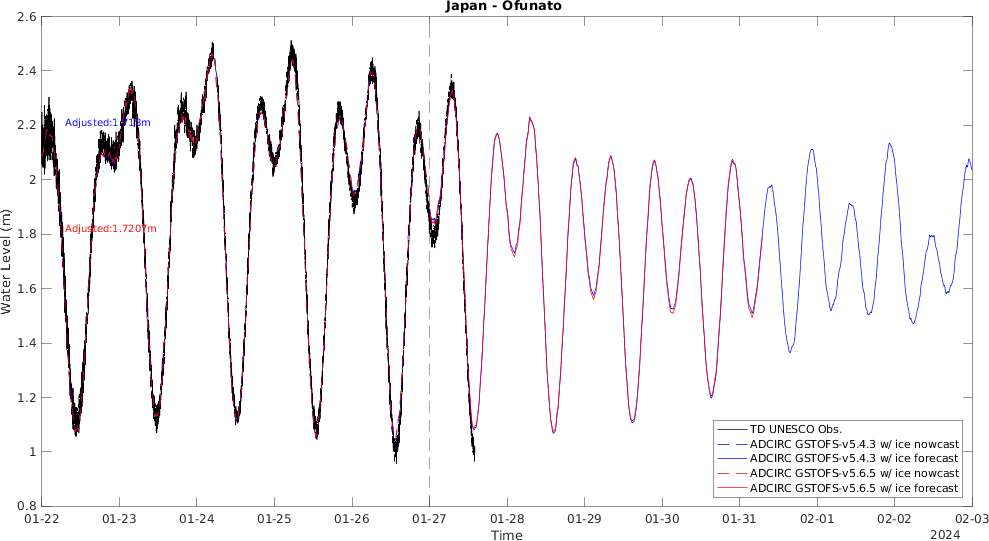 Japan - Ofunato
2.6
2.4
2.2
2
1.8
1.6
1.4
1.2
1
0.8
Water Level (m)
Adjusted:1.718m
Adjusted:1.7207m
TD UNESCO Obs.
ADCIRC GSTOFS-v5.4.3 w/ ice nowcast
ADCIRC GSTOFS-v5.4.3 w/ ice forecast
ADCIRC GSTOFS-v5.6.5 w/ ice nowcast
ADCIRC GSTOFS-v5.6.5 w/ ice forecast
01-22 01-23 01-24 01-25 01-26 01-27 01-28 01-29 01-30 01-31 02-01 02-02 02-03
Time
2024